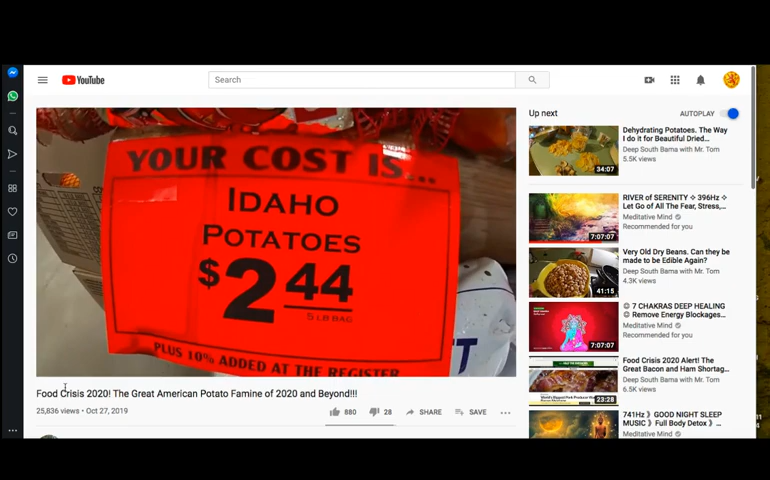 YouTube
Search
YOUR COST IS...
IDAHO
POTATOES
$2.44
5 LB BAG
PLUS 10% ADDED AT THE REGISTER
Food Crisis 2020! The Great American Potato Famine of 2020 and Beyond!!!
25,836 views • Oct 27, 2019
880
28
SHARE
SAVE
Up next
AUTOPLAY
Dehydrating Potatoes. The Way
I do it for Beautiful Dried...
Deep South Bama with Mr. Tom
5.5K views
34:07
RIVER of SERENITY ✧ 396Hz ✧
Let Go of All The Fear, Stress,...
Meditative Mind
Recommended for you
7:07:07
Very Old Dry Beans. Can they be
made to be Edible Again?
Deep South Bama with Mr. Tom
4.3K views
41:15
7 CHAKRAS DEEP HEALING
Remove Energy Blockages...
Meditative Mind
Recommended for you
7:07:07
Food Crisis 2020 Alert! The
Great Bacon and Ham Shortag...
Deep South Bama with Mr. Tom
6.5K views
23:28
741Hz 》GOOD NIGHT SLEEP
MUSIC 》Full Body Detox 》...
Meditative Mind